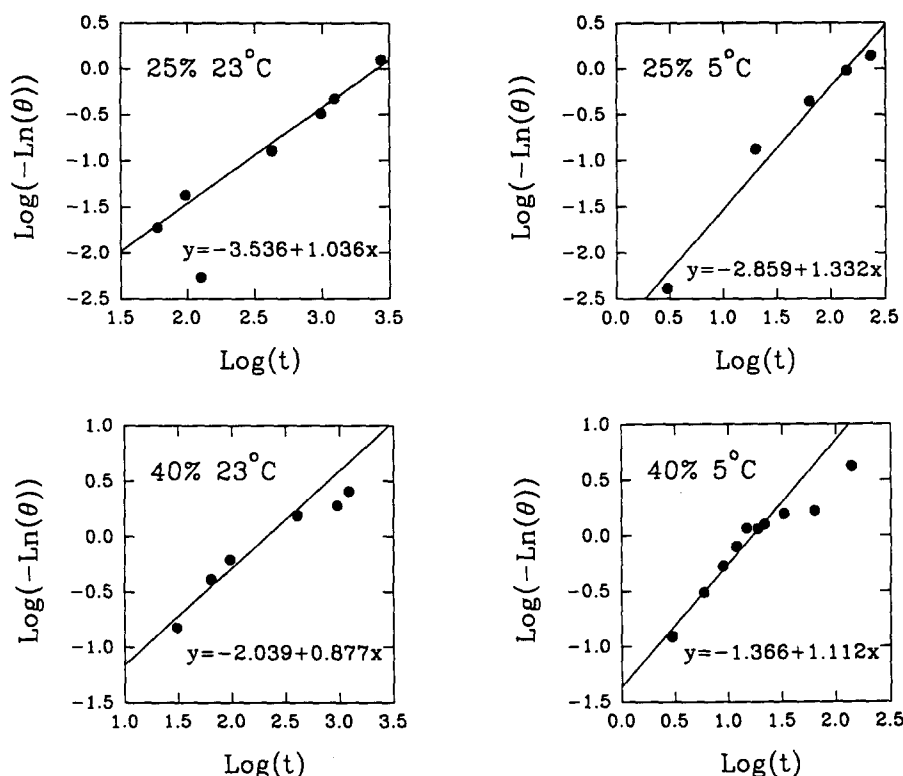 0.5
0.0
−0.5
−1.0
−1.5
−2.0
−2.5
Log(−Ln(θ))
25% 23°C
y=−3.536+1.036x
1.5 2.0 2.5 3.0 3.5
Log(t)
0.5
0.0
−0.5
−1.0
−1.5
−2.0
−2.5
Log(−Ln(θ))
25% 5°C
y=−2.859+1.332x
0.0 0.5 1.0 1.5 2.0 2.5
Log(t)
1.0
0.5
0.0
−0.5
−1.0
−1.5
Log(−Ln(θ))
40% 23°C
y=−2.039+0.877x
1.0 1.5 2.0 2.5 3.0 3.5
Log(t)
1.0
0.5
0.0
−0.5
−1.0
−1.5
Log(−Ln(θ))
40% 5°C
y=−1.366+1.112x
0.0 0.5 1.0 1.5 2.0 2.5
Log(t)